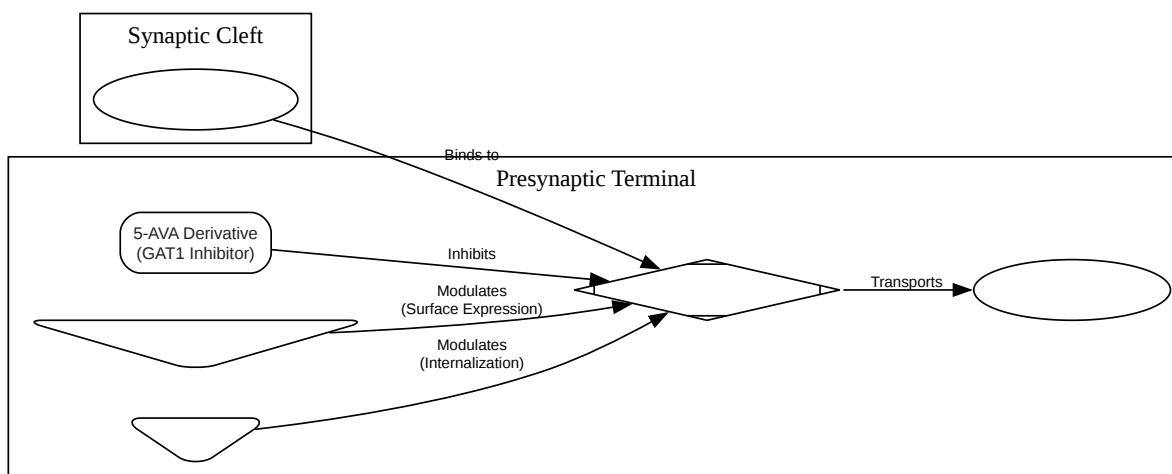 Synaptic Cleft
Binds to
Presynaptic Terminal
5-AVA Derivative
(GAT1 Inhibitor)
Inhibits
Transports
Modulates
(Surface Expression)
Modulates
(Internalization)